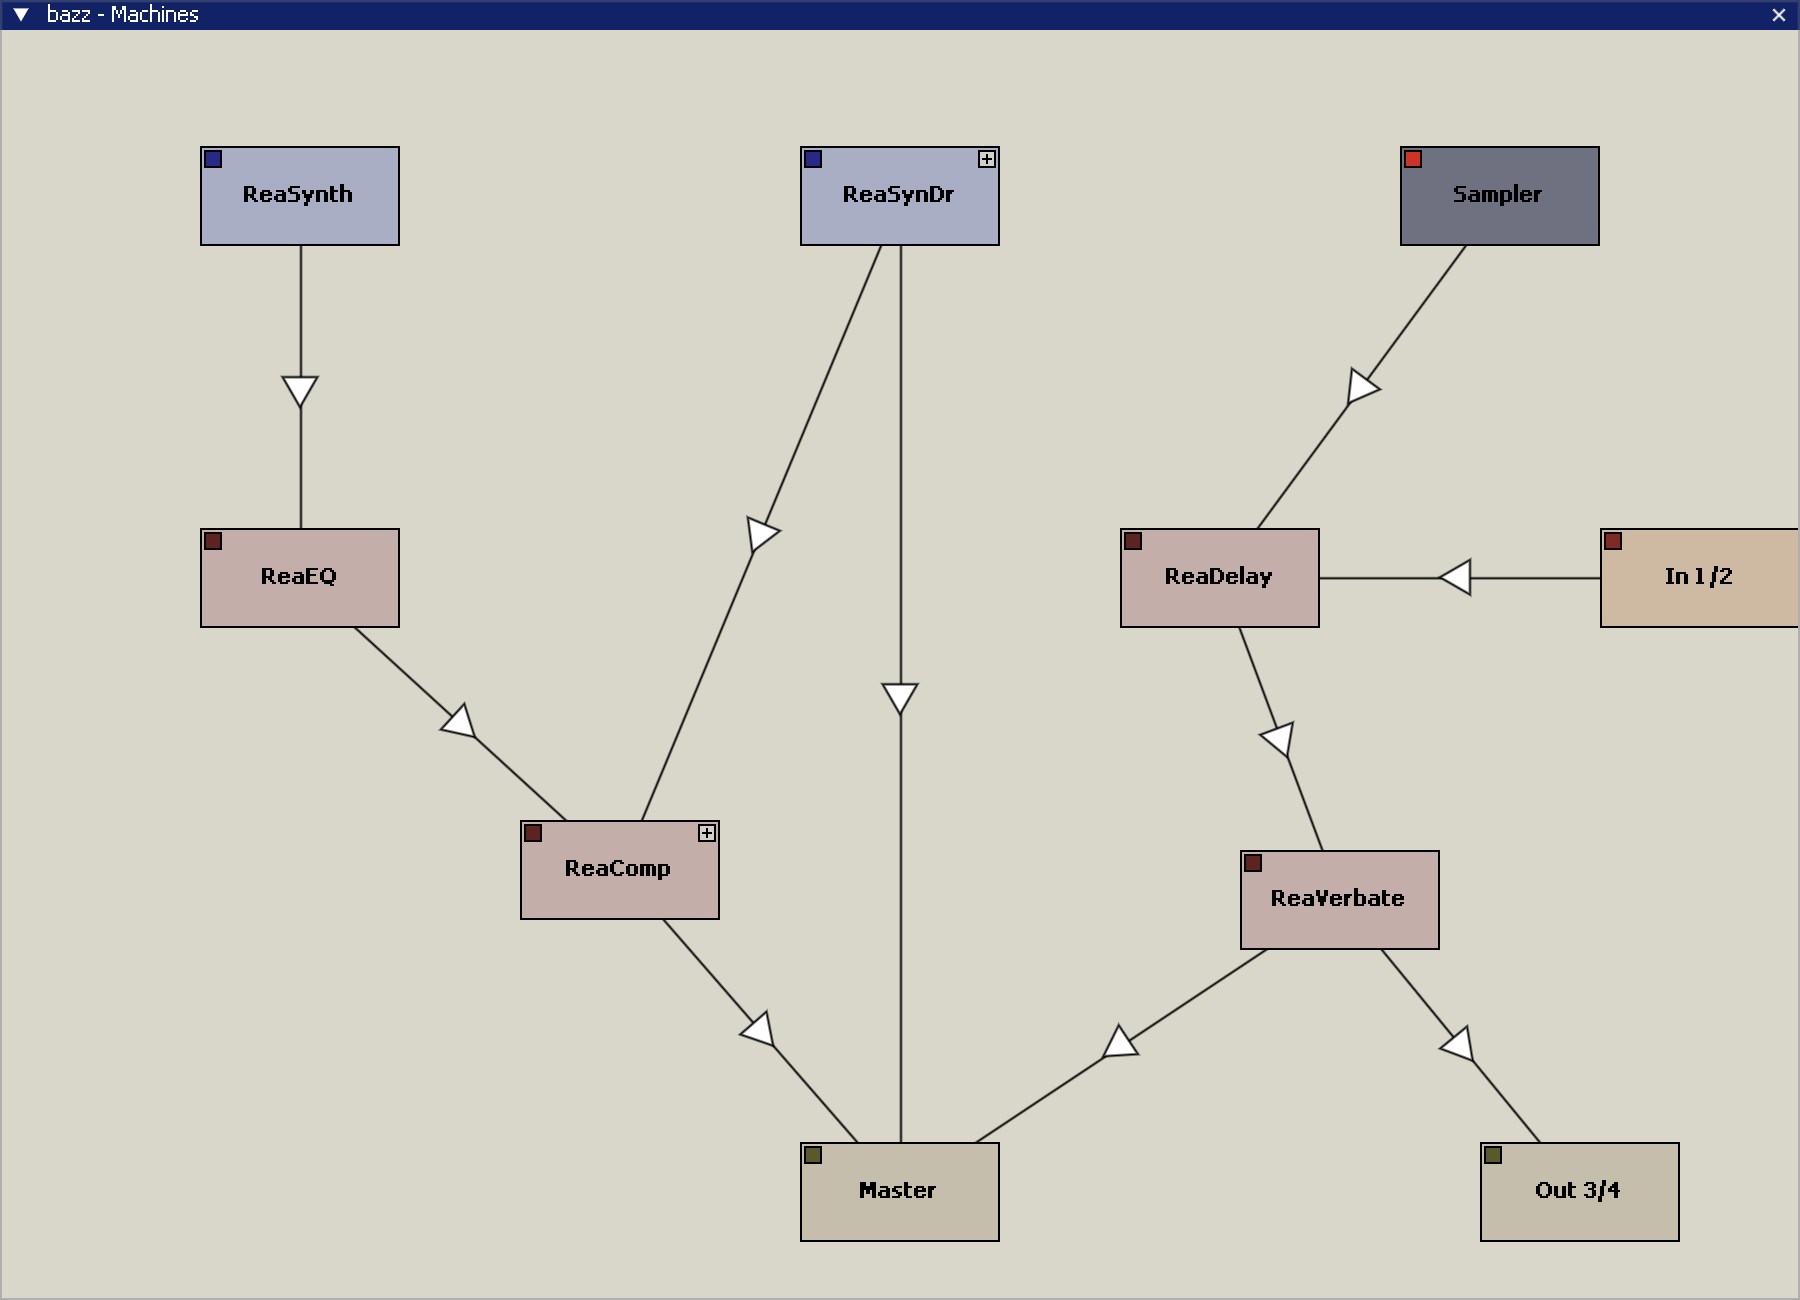 bazz - Machines
ReaSynth
ReaSynDr
Sampler
ReaEQ
ReaDelay
In 1/2
ReaComp
ReaVerbate
Master
Out 3/4